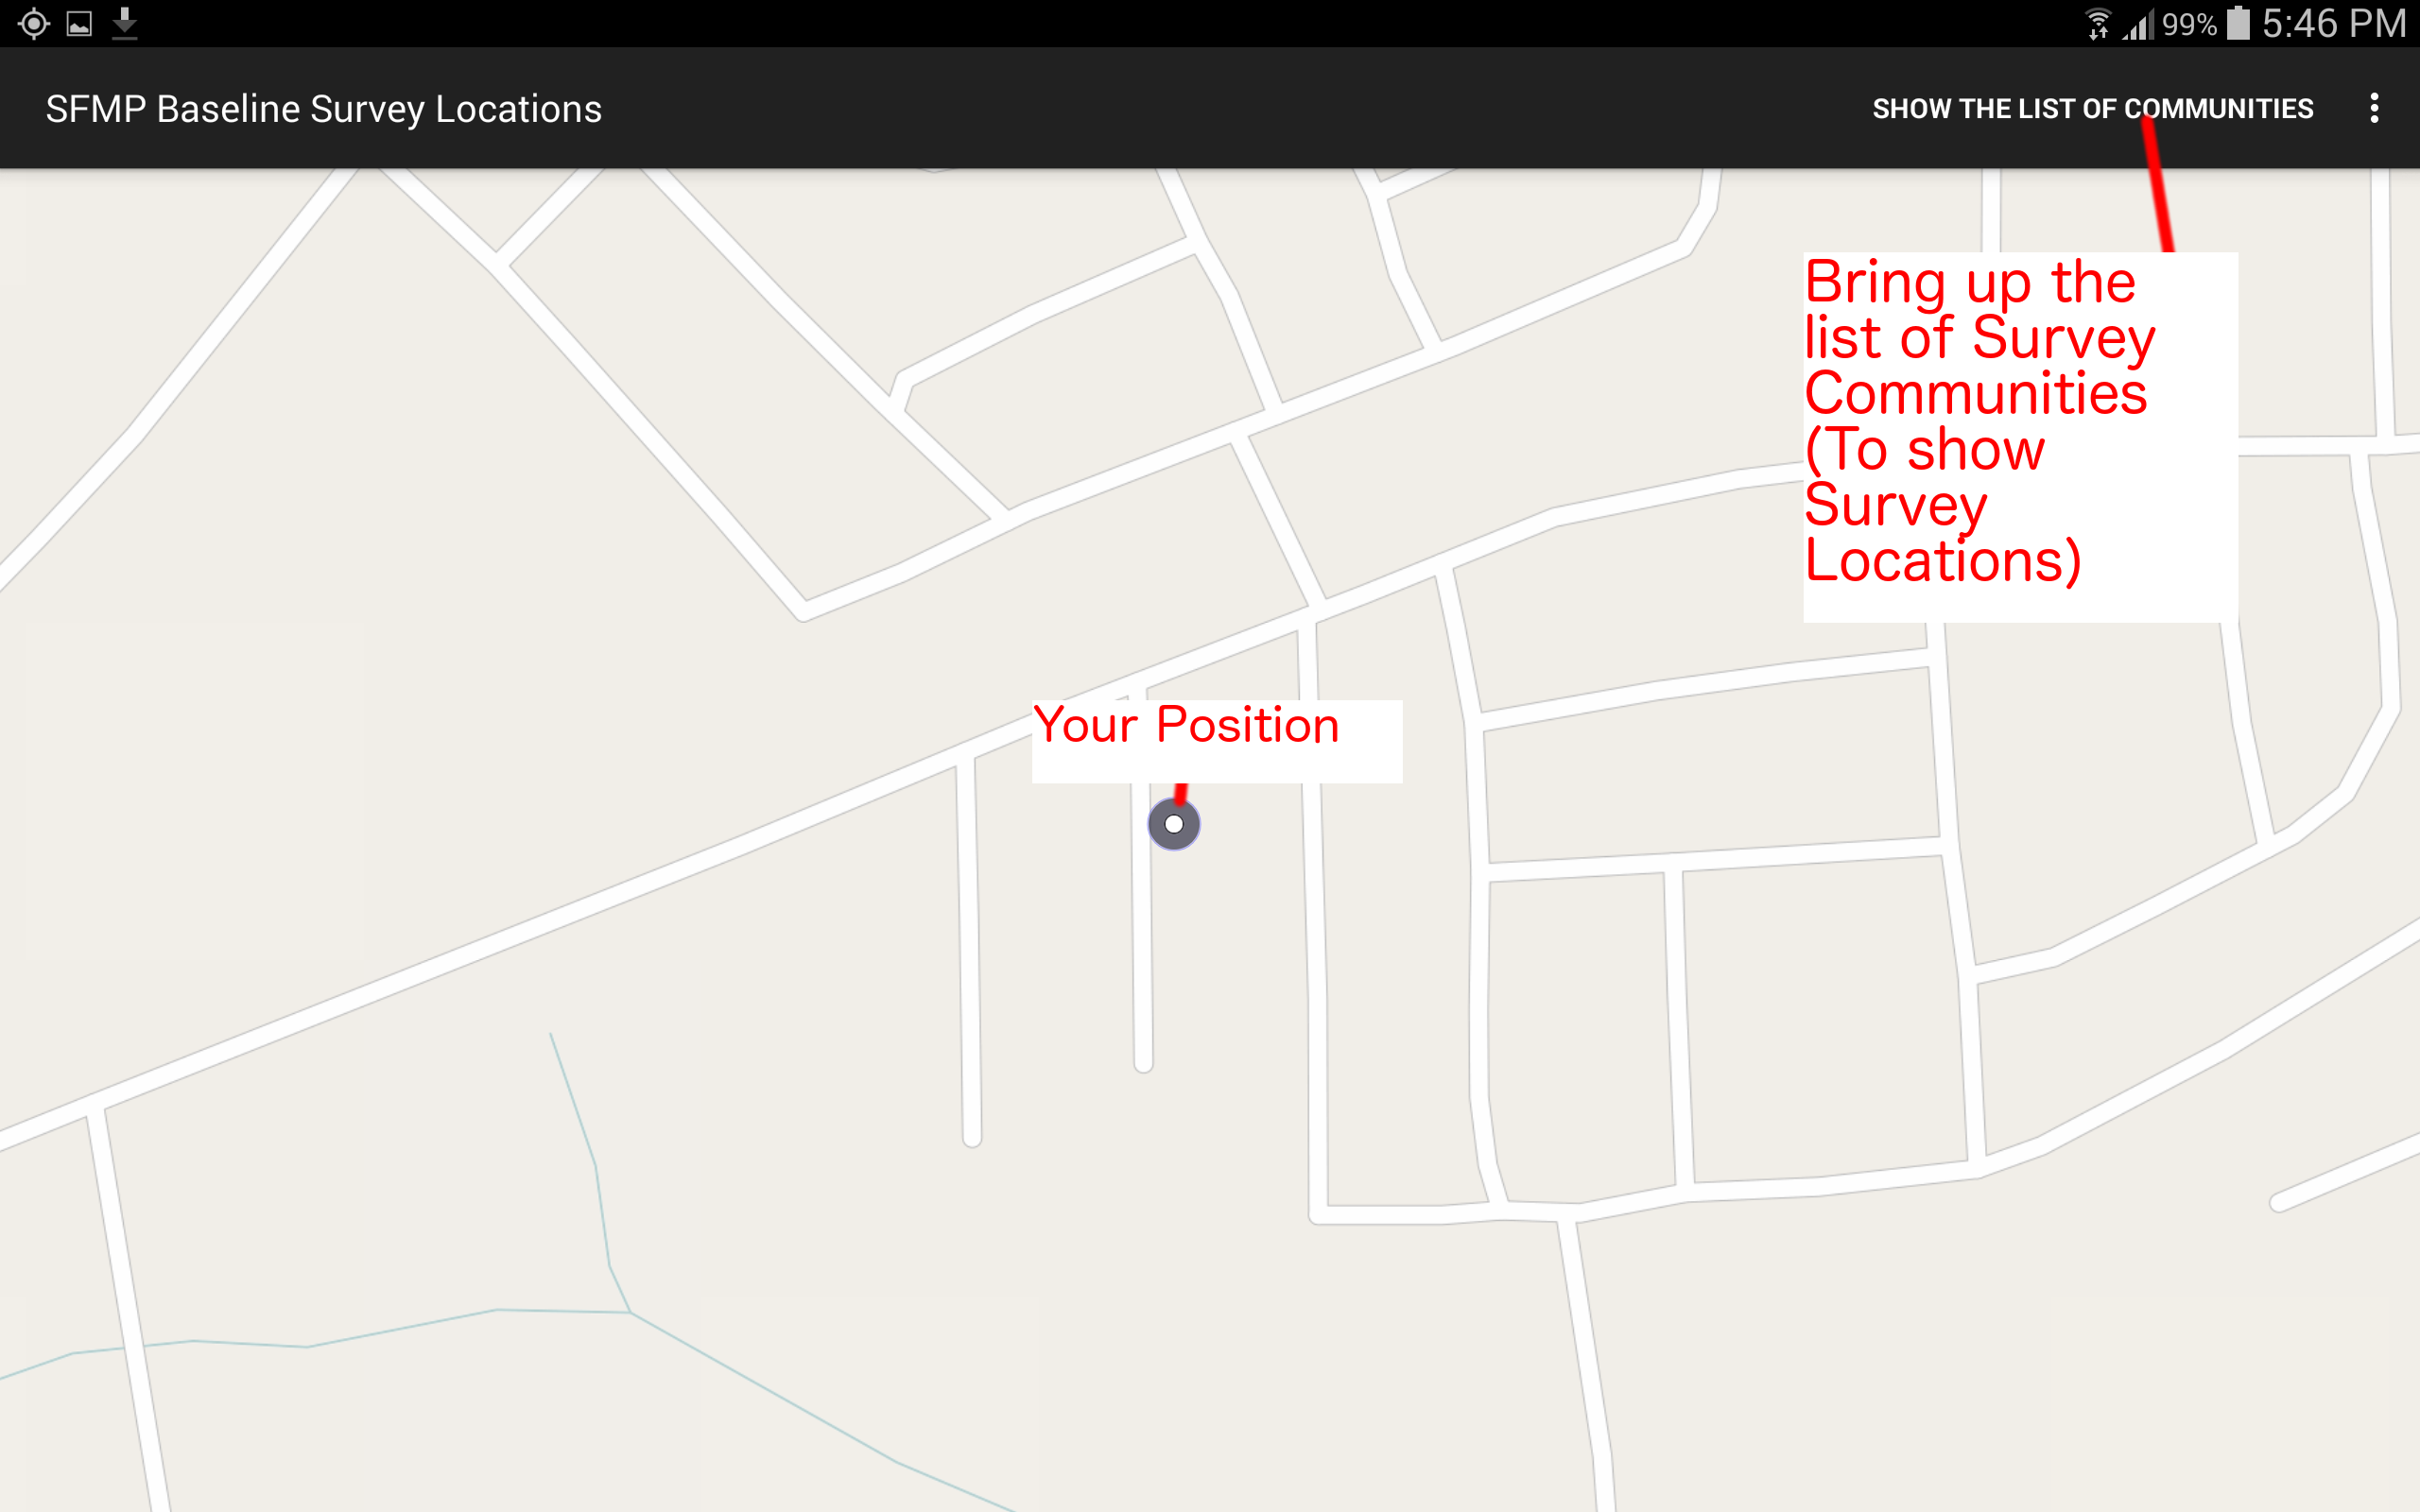 99% 5:46 PM
SFMP Baseline Survey Locations
SHOW THE LIST OF COMMUNITIES
Bring up the
list of Survey
Communities
(To show
Survey
Locations)
Your Position